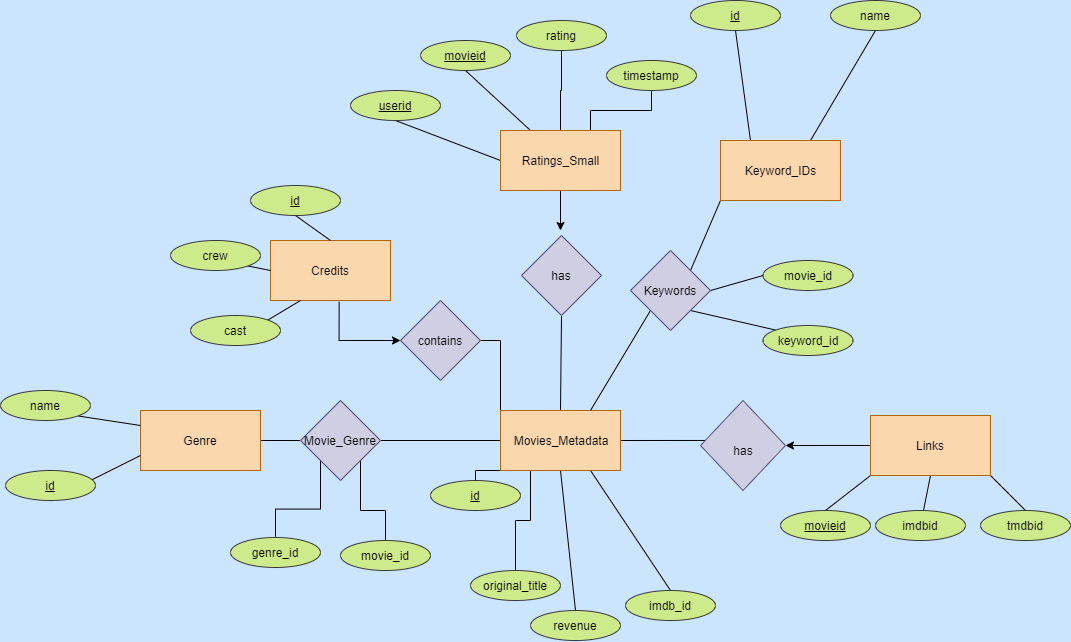 id
name
rating
movieid
timestamp
userid
Ratings_Small
Keyword_IDs
id
crew
Credits
cast
has
Keywords
movie_id
keyword_id
contains
name
Genre
id
Movie_Genre
genre_id
movie_id
Movies_Metadata
id
original_title
revenue
imdb_id
has
Links
movieid
imdbid
tmdbid